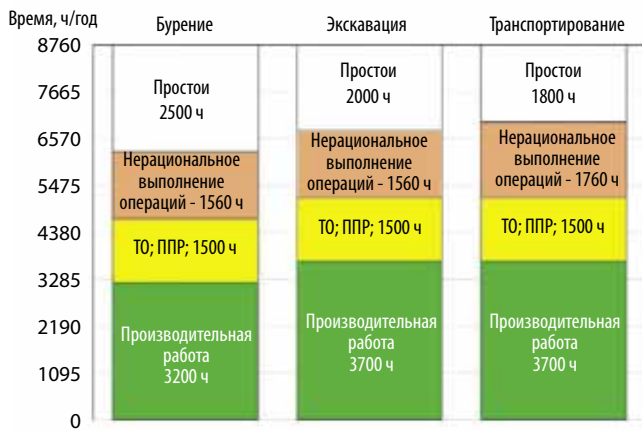 Время, ч/год
Бурение
Экскавация
Транспортирование
8760
7665
6570
5475
4380
3285
2190
1095
0
Простои
2500 ч
Нерациональное
выполнение
операций - 1560 ч
ТО; ППР; 1500 ч
Производительная
работа
3200 ч
Простои
2000 ч
Нерациональное
выполнение
операций - 1560 ч
ТО; ППР; 1500 ч
Производительная
работа
3700 ч
Простои
1800 ч
Нерациональное
выполнение
операций - 1760 ч
ТО; ППР; 1500 ч
Производительная
работа
3700 ч